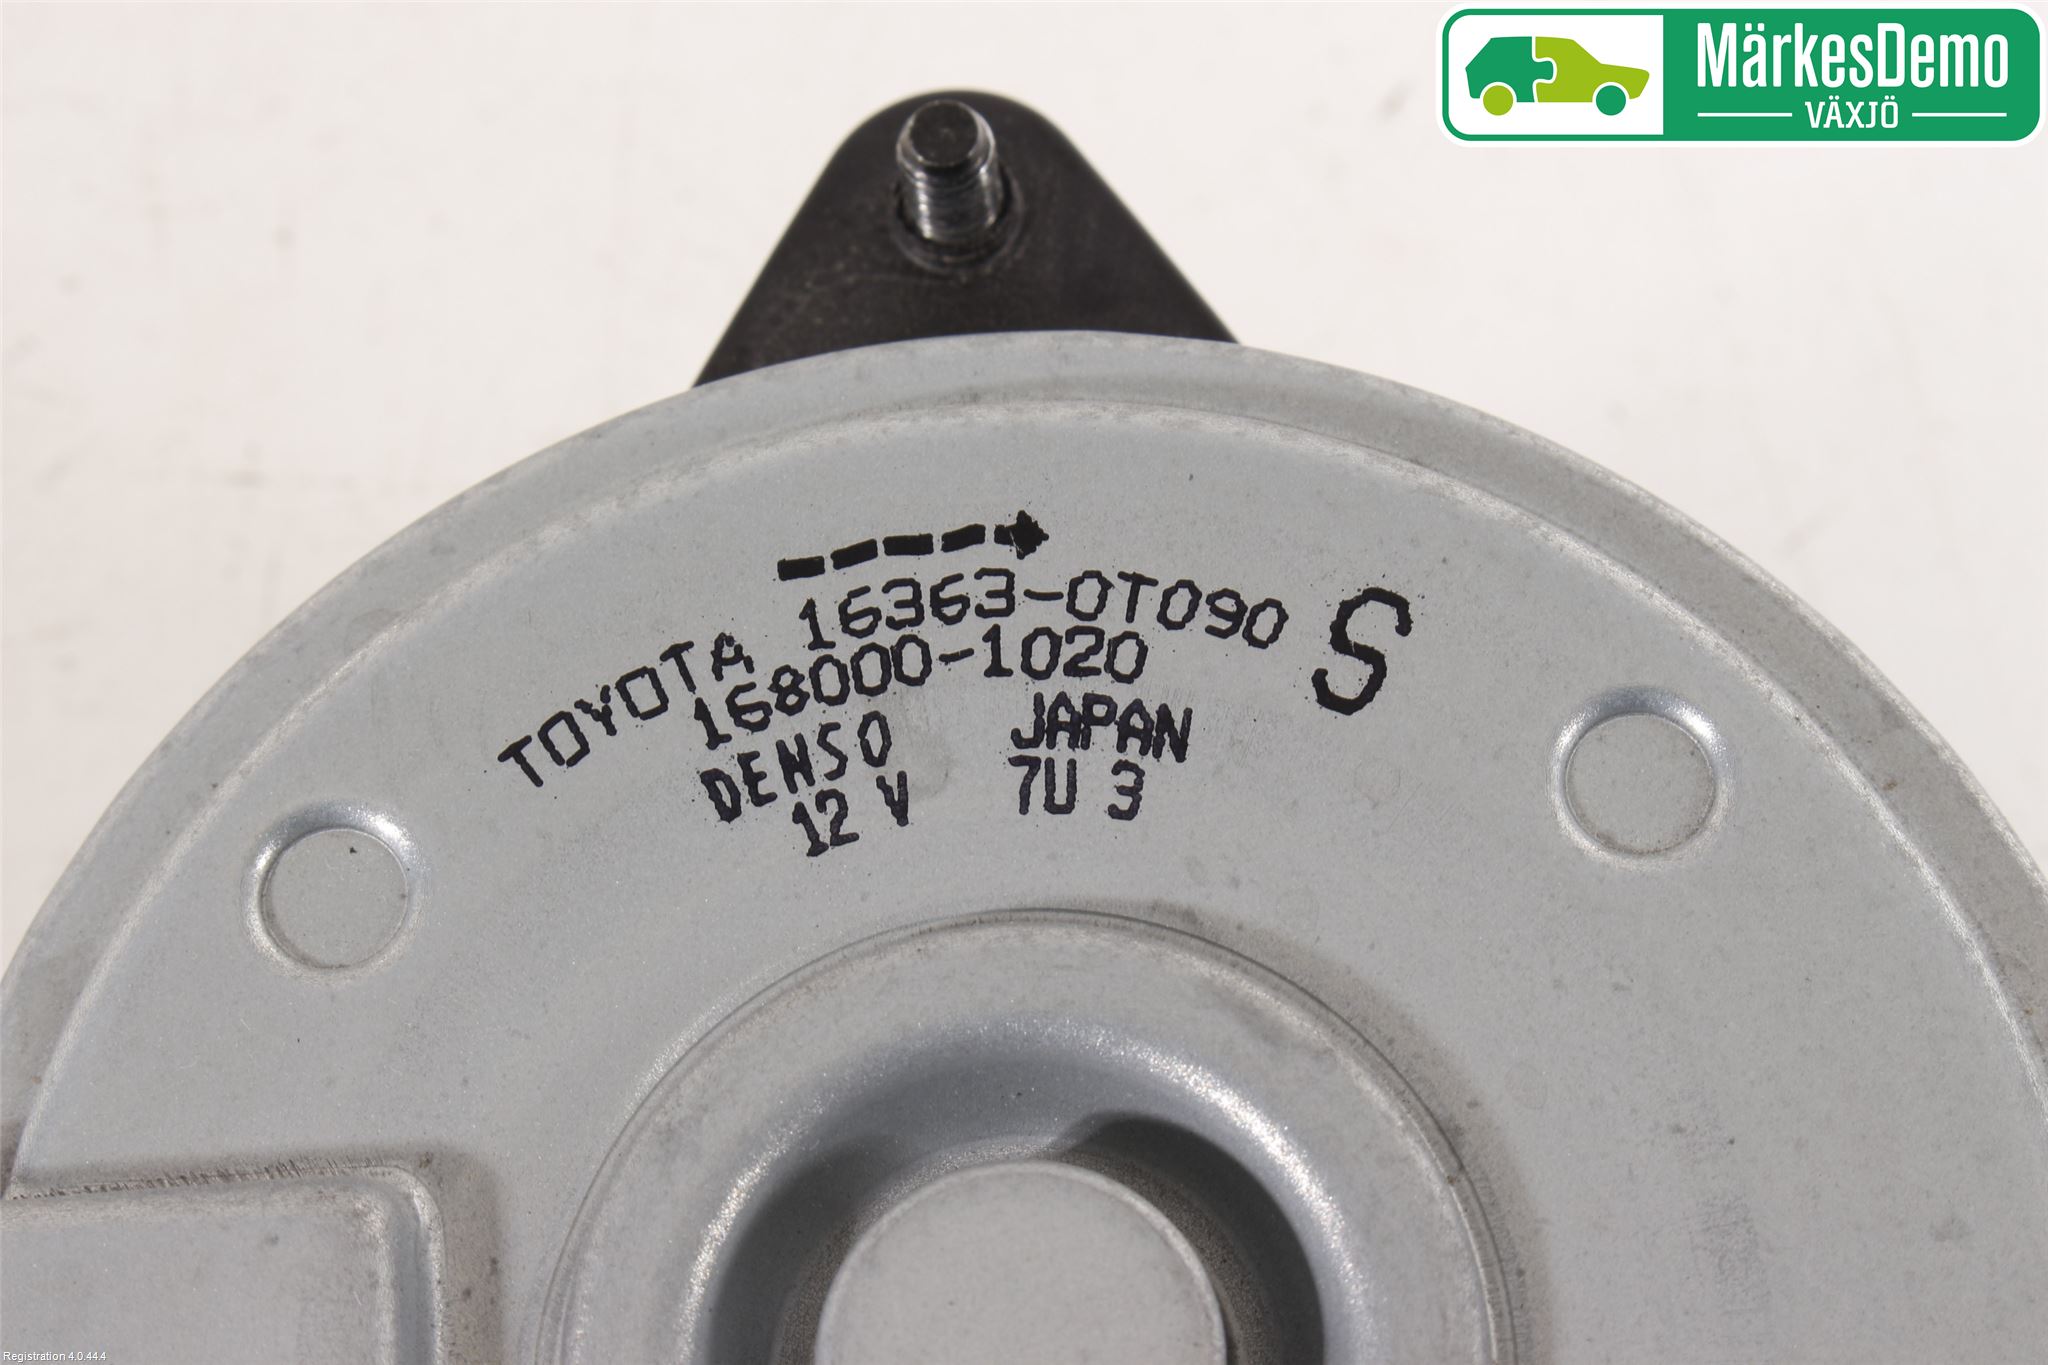 MärkesDemo
VÄXJÖ
TOYOTA 16363-0T090 S
168000-1020
DENSO JAPAN
12 V 7U 3
Registration 4.0.44.4